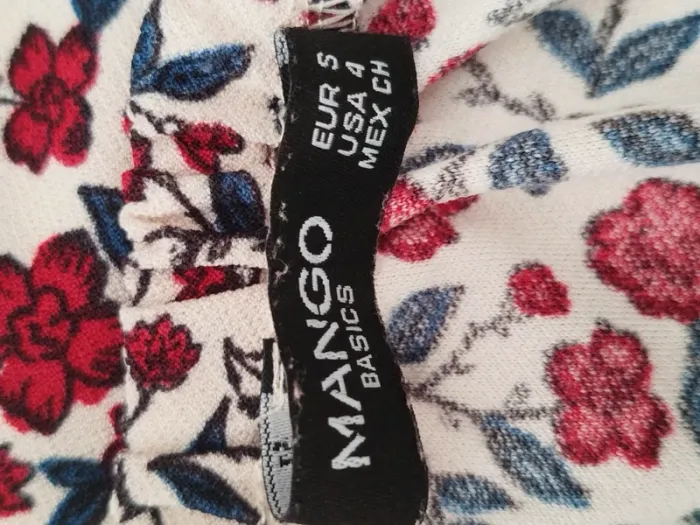 MANGO
BASICS
EUR S
USA 4
MEX CH